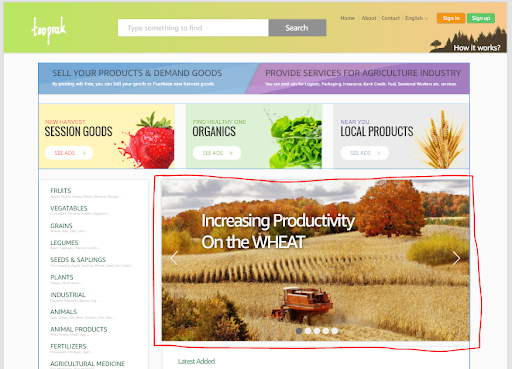 tooprak
Type something to find
Search
Home | About | Contact | English
Sign in
Sign up
How it works?
SELL YOUR PRODUCTS & DEMAND GOODS
By posting ads free, you can Sell your goods or Purchase new harvest goods.
PROVIDE SERVICES FOR AGRICULTURE INDUSTRY
You can post ads for Logistic, Packaging, Insurance, Bank Credit, Fuel, Seasonal Workers etc. services.
NEW HARVEST
SESSION GOODS
SEE ADS >
FIND HEALTHY ONE
ORGANICS
SEE ADS >
NEAR YOU
LOCAL PRODUCTS
SEE ADS >
FRUITS
VEGATABLES
GRAINS
LEGUMES
SEEDS & SAPLINGS
PLANTS
INDUSTRIAL
ANIMALS
ANIMAL PRODUCTS
FERTILIZERS
AGRICULTURAL MEDICINE
Increasing Productivity
On the WHEAT
Latest Added